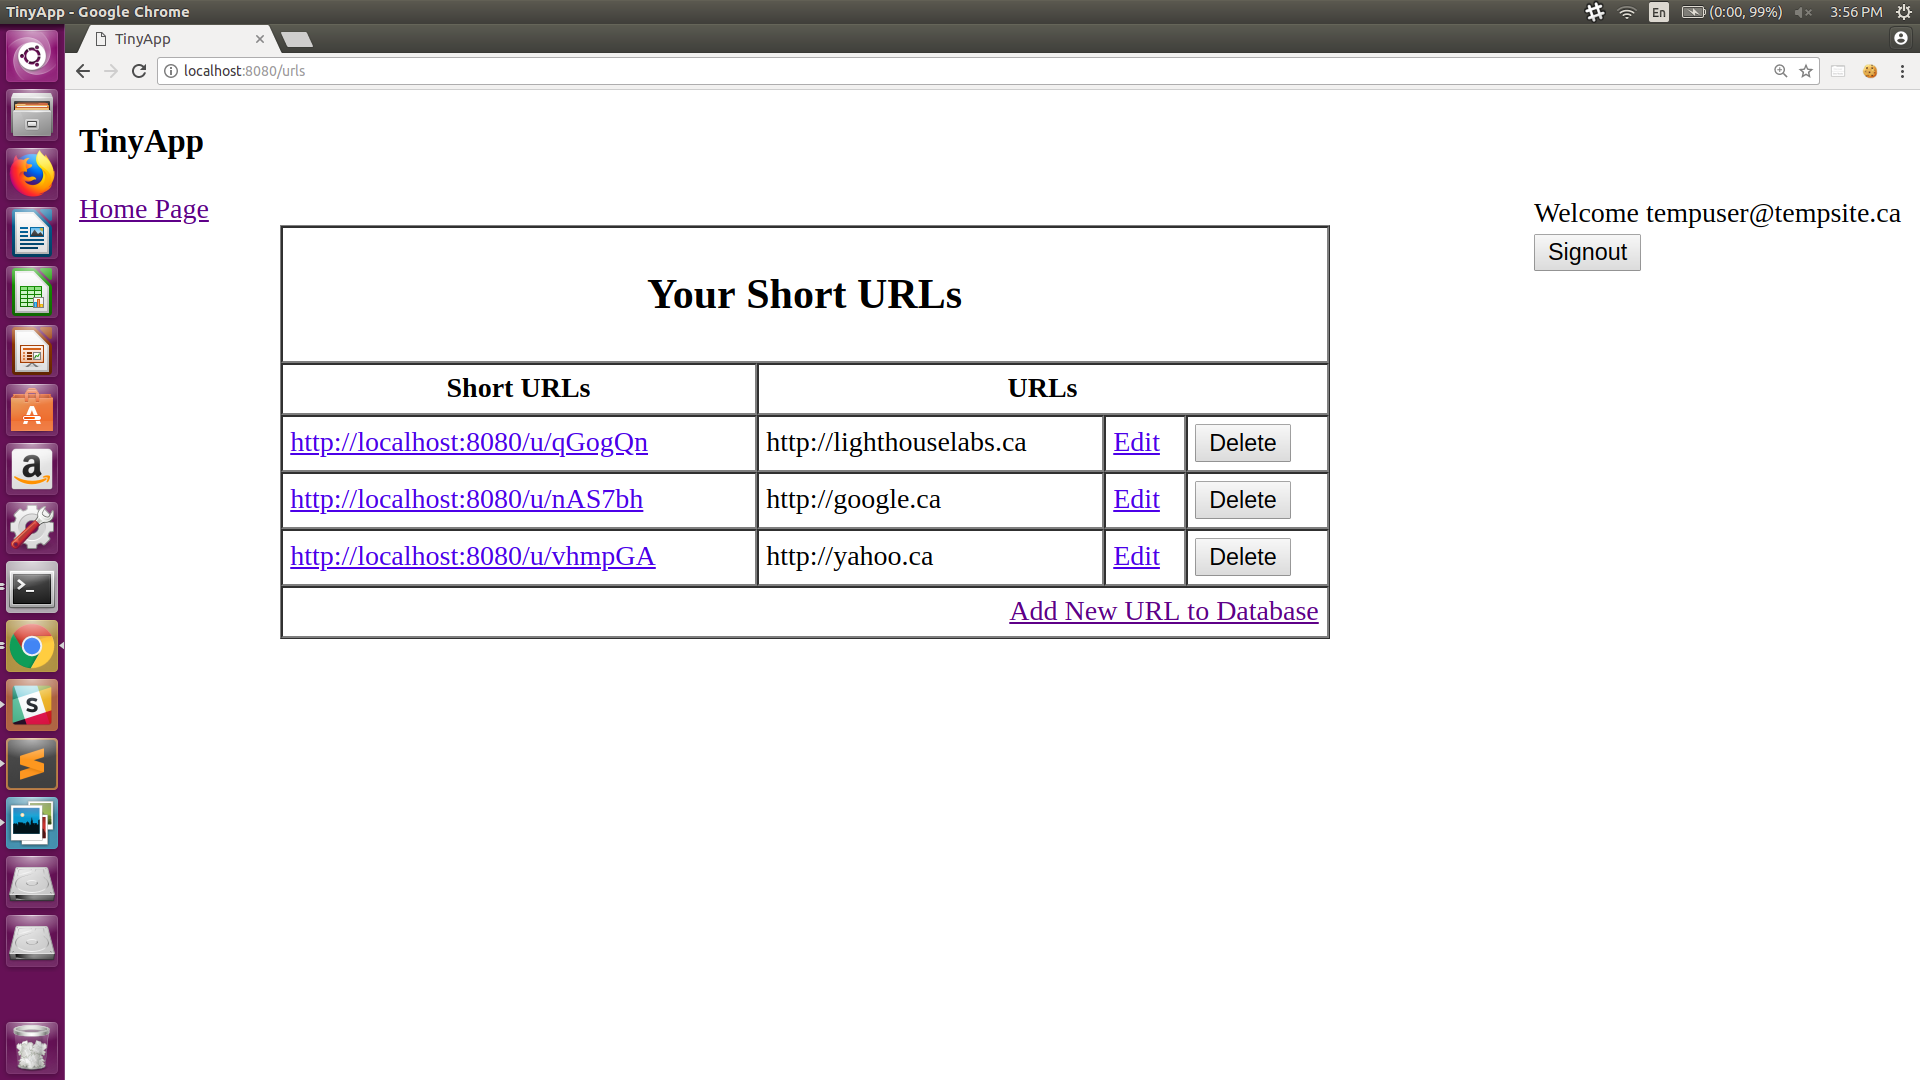 TinyApp - Google Chrome
En (0:00, 99%) 3:56 PM
TinyApp
localhost:8080/urls
TinyApp
Home Page
Welcome tempuser@tempsite.ca
Signout
Your Short URLs
Short URLs URLs
http://localhost:8080/u/qGogQn http://lighthouselabs.ca Edit Delete
http://localhost:8080/u/nAS7bh http://google.ca Edit Delete
http://localhost:8080/u/vhmpGA http://yahoo.ca Edit Delete
Add New URL to Database